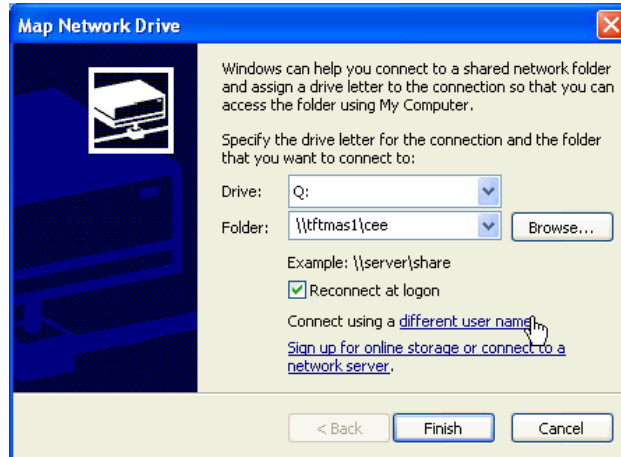 Map Network Drive
Windows can help you connect to a shared network folder
and assign a drive letter to the connection so that you can
access the folder using My Computer.
Specify the drive letter for the connection and the folder
that you want to connect to:
Drive: Q:
Folder: \\tftmas1\cee Browse...
Example: \\server\share
Reconnect at logon
Connect using a different user name
Sign up for online storage or connect to a
network server.
< Back Finish Cancel